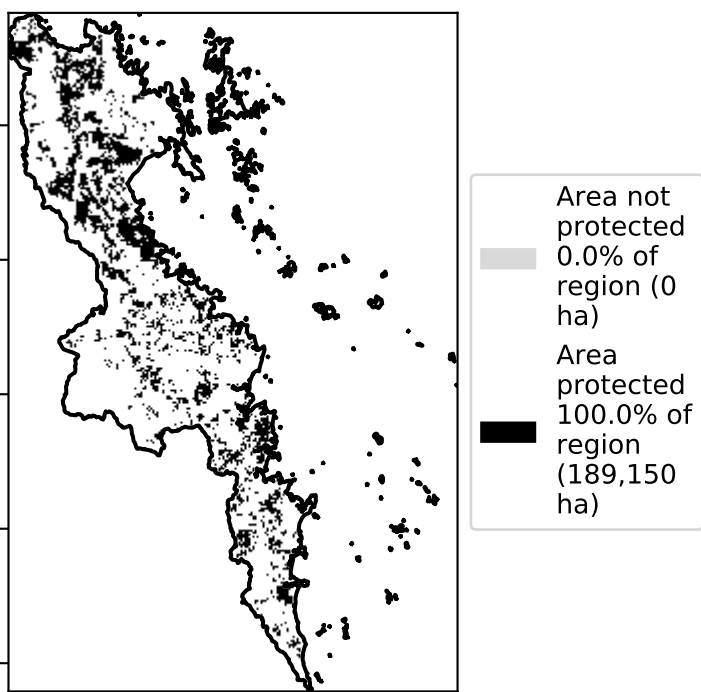 Area not
protected
0.0% of
region (0
ha)
Area
protected
100.0% of
region
(189,150
ha)